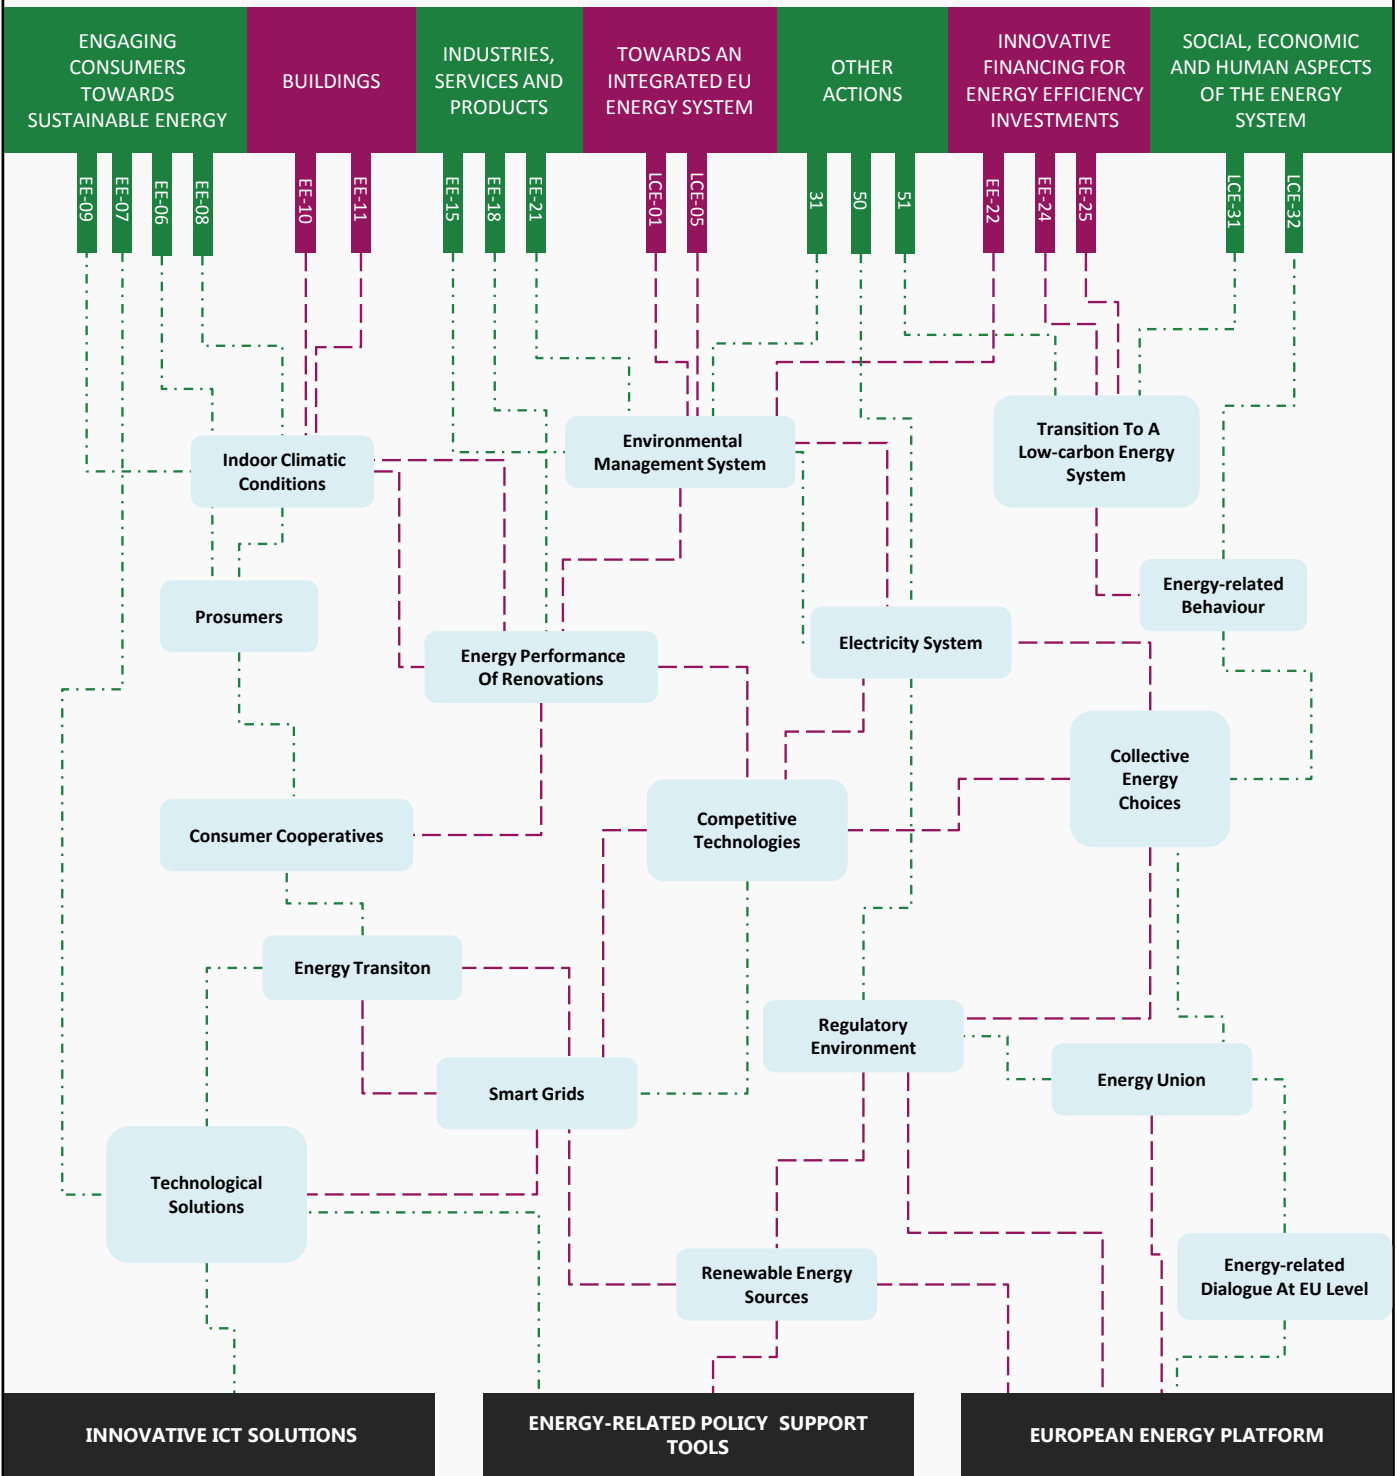 ENGAGING
CONSUMERS
TOWARDS
SUSTAINABLE ENERGY
BUILDINGS
INDUSTRIES,
SERVICES AND
PRODUCTS
TOWARDS AN
INTEGRATED EU
ENERGY SYSTEM
OTHER
ACTIONS
INNOVATIVE
FINANCING FOR
ENERGY EFFICIENCY
INVESTMENTS
SOCIAL, ECONOMIC
AND HUMAN ASPECTS
OF THE ENERGY
SYSTEM
EE-09
EE-07
EE-06
EE-08
EE-10
EE-11
EE-15
EE-18
EE-21
LCE-01
LCE-05
31
50
51
EE-22
EE-24
EE-25
LCE-31
LCE-32
Indoor Climatic
Conditions
Environmental
Management System
Transition To A
Low-carbon Energy
System
Prosumers
Energy Performance
Of Renovations
Electricity System
Energy-related
Behaviour
Consumer Cooperatives
Competitive
Technologies
Collective
Energy
Choices
Energy Transiton
Smart Grids
Regulatory
Environment
Energy Union
Technological
Solutions
Renewable Energy
Sources
Energy-related
Dialogue At EU Level
INNOVATIVE ICT SOLUTIONS
ENERGY-RELATED POLICY SUPPORT
TOOLS
EUROPEAN ENERGY PLATFORM